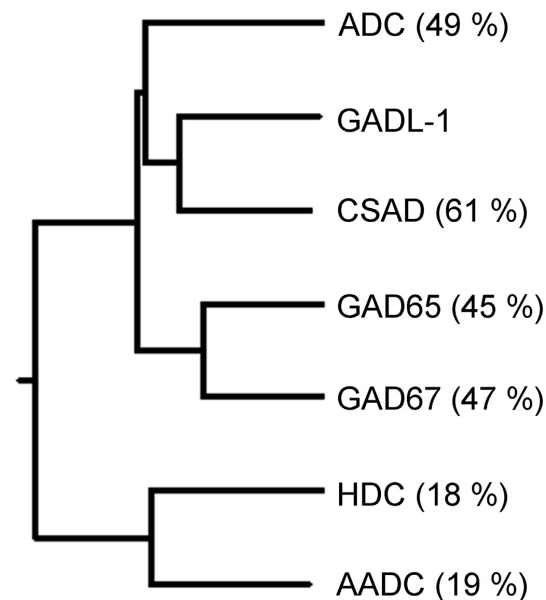 ADC (49 %)
GADL-1
CSAD (61 %)
GAD65 (45 %)
GAD67 (47 %)
HDC (18 %)
AADC (19 %)